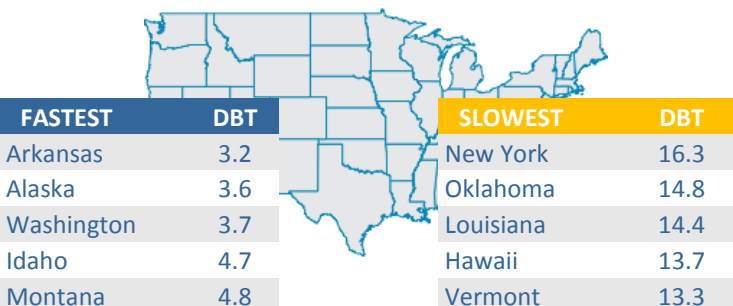 FASTEST DBT
Arkansas 3.2
Alaska 3.6
Washington 3.7
Idaho 4.7
Montana 4.8
SLOWEST DBT
New York 16.3
Oklahoma 14.8
Louisiana 14.4
Hawaii 13.7
Vermont 13.3